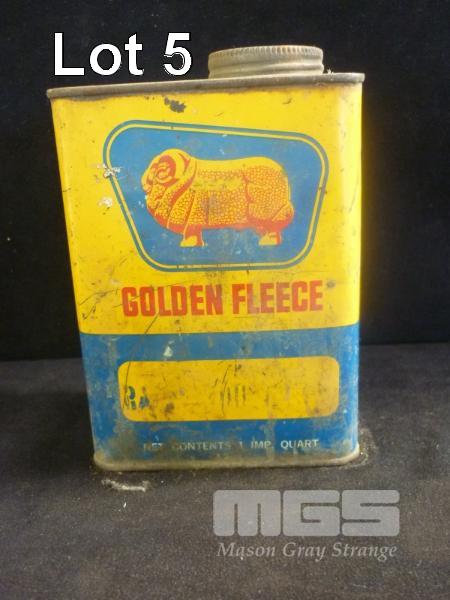 Lot 5
GOLDEN FLEECE
NET CONTENTS 1 IMP. QUART
MGS
Mason Gray Strange